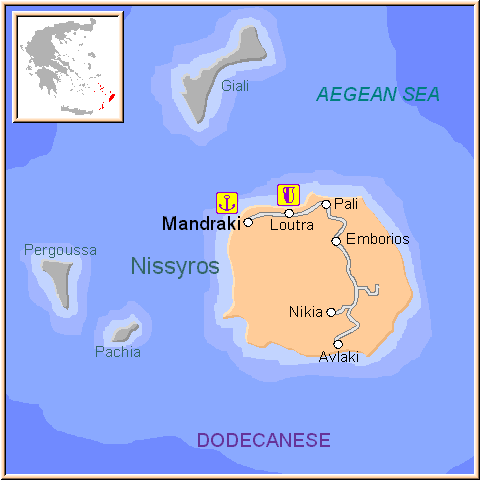 Giali
AEGEAN SEA
Pali
Mandraki
Loutra
Emborios
Pergoussa
Nissyros
Nikia
Pachia
Avlaki
DODECANESE